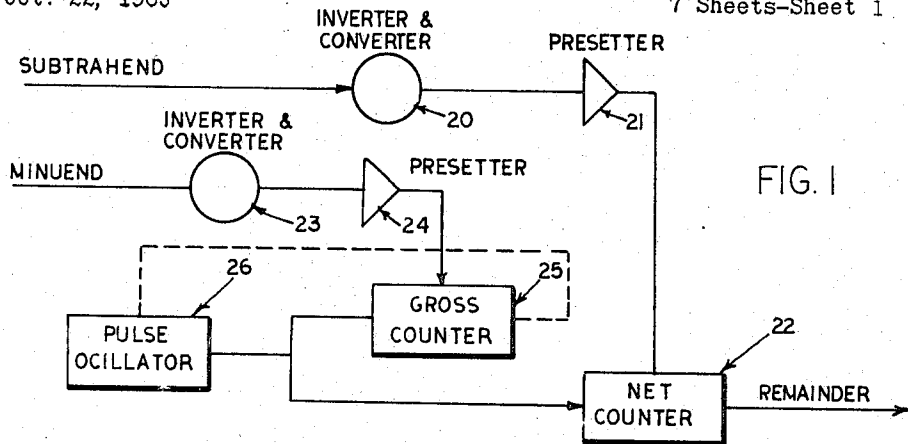 22, 1963
7 Sheets-Sheet 1
INVERTER &
CONVERTER
PRESETTER
SUBTRAHEND
20
21
INVERTER &
CONVERTER
PRESETTER
MINUEND
FIG. 1
23
24
26
25
GROSS
COUNTER
PULSE
OCILLATOR
22
NET
COUNTER
REMAINDER